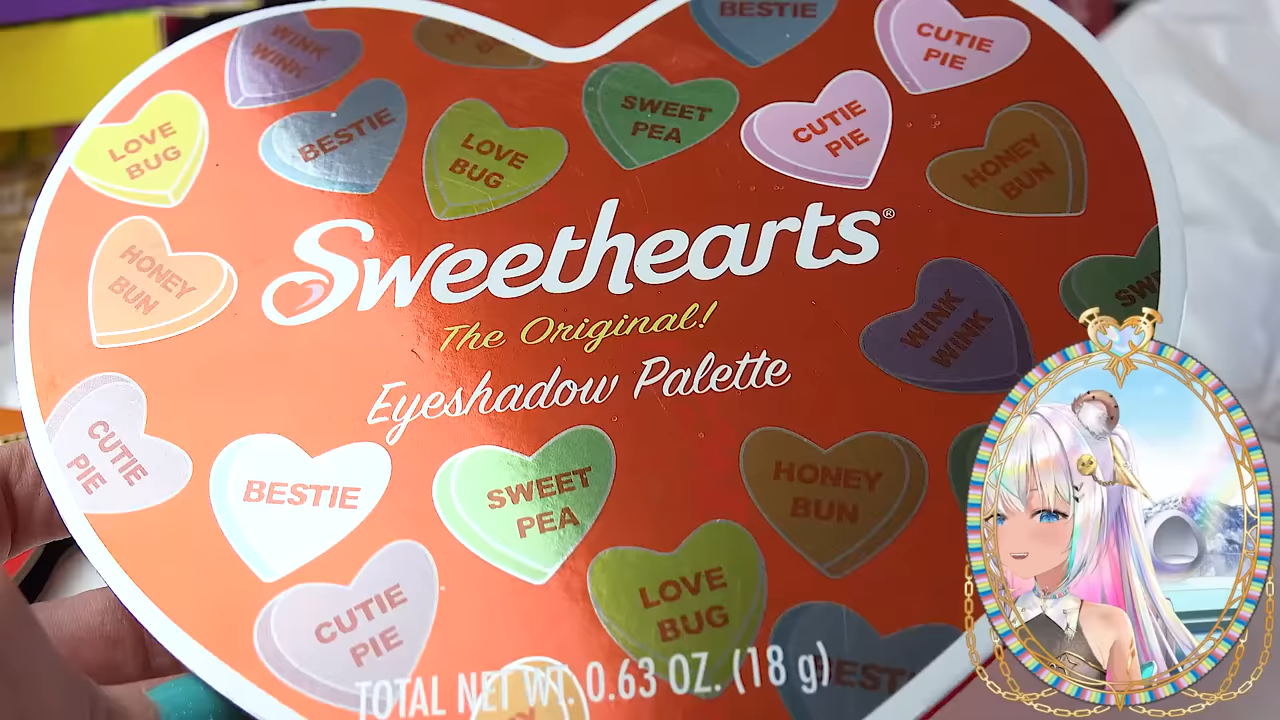 BESTIE
WINK
WINK
HONEY
BUN
CUTIE
PIE
LOVE
BUG
BESTIE
LOVE
BUG
SWEET
PEA
CUTIE
PIE
HONEY
BUN
HONEY
BUN
Sweethearts®
The Original!
Eyeshadow Palette
WINK
WINK
CUTIE
PIE
BESTIE
SWEET
PEA
HONEY
BUN
CUTIE
PIE
LOVE
BUG
TOTAL NET WT. 0.63 OZ. (18 g)